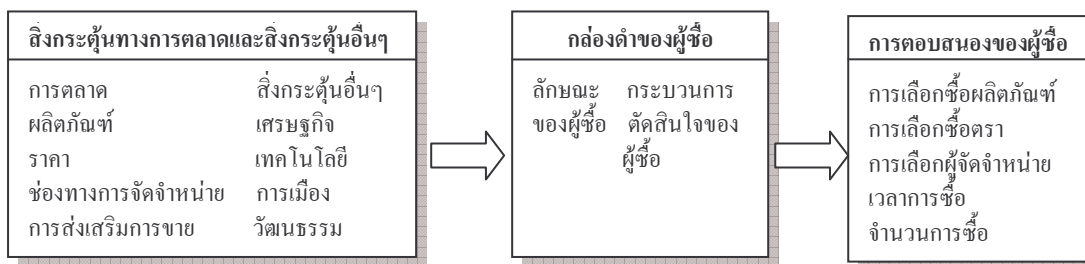 สิ่งกระตุ้นทางการตลาดและสิ่งกระตุ้นอื่นๆ
การตลาด สิ่งกระตุ้นอื่นๆ
ผลิตภัณฑ์ เศรษฐกิจ
ราคา เทคโนโลยี
ช่องทางการจัดจำหน่าย การเมือง
การส่งเสริมการขาย วัฒนธรรม
กล่องดำของผู้ซื้อ
ลักษณะ กระบวนการ
ของผู้ซื้อ ตัดสินใจของ
ผู้ซื้อ
การตอบสนองของผู้ซื้อ
การเลือกซื้อผลิตภัณฑ์
การเลือกซื้อตรา
การเลือกผู้จัดจำหน่าย
เวลาการซื้อ
จำนวนการซื้อ